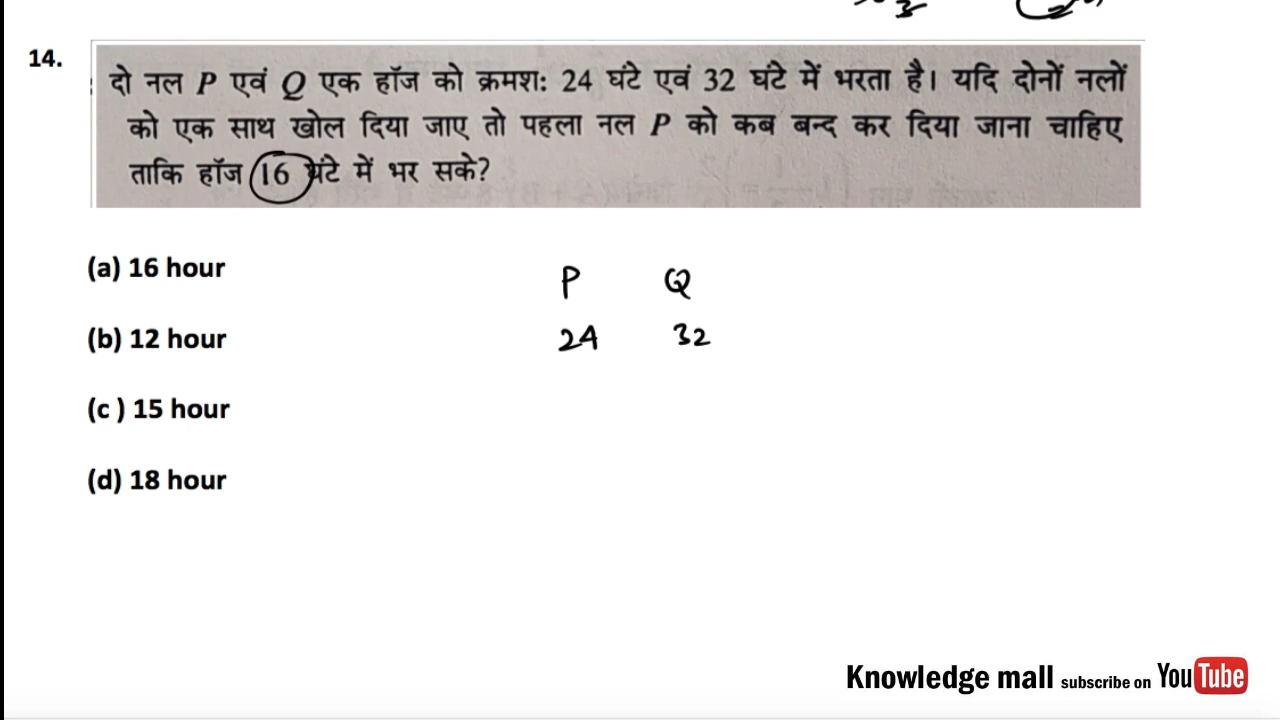 14.
दो नल P एवं Q एक हॉज को क्रमशः 24 घंटे एवं 32 घंटे में भरता है। यदि दोनों नलों
को एक साथ खोल दिया जाए तो पहला नल P को कब बन्द कर दिया जाना चाहिए
ताकि हॉज 16 घंटे में भर सके?
(a) 16 hour
P Q
(b) 12 hour
24 32
(c ) 15 hour
(d) 18 hour
Knowledge mall subscribe on YouTube